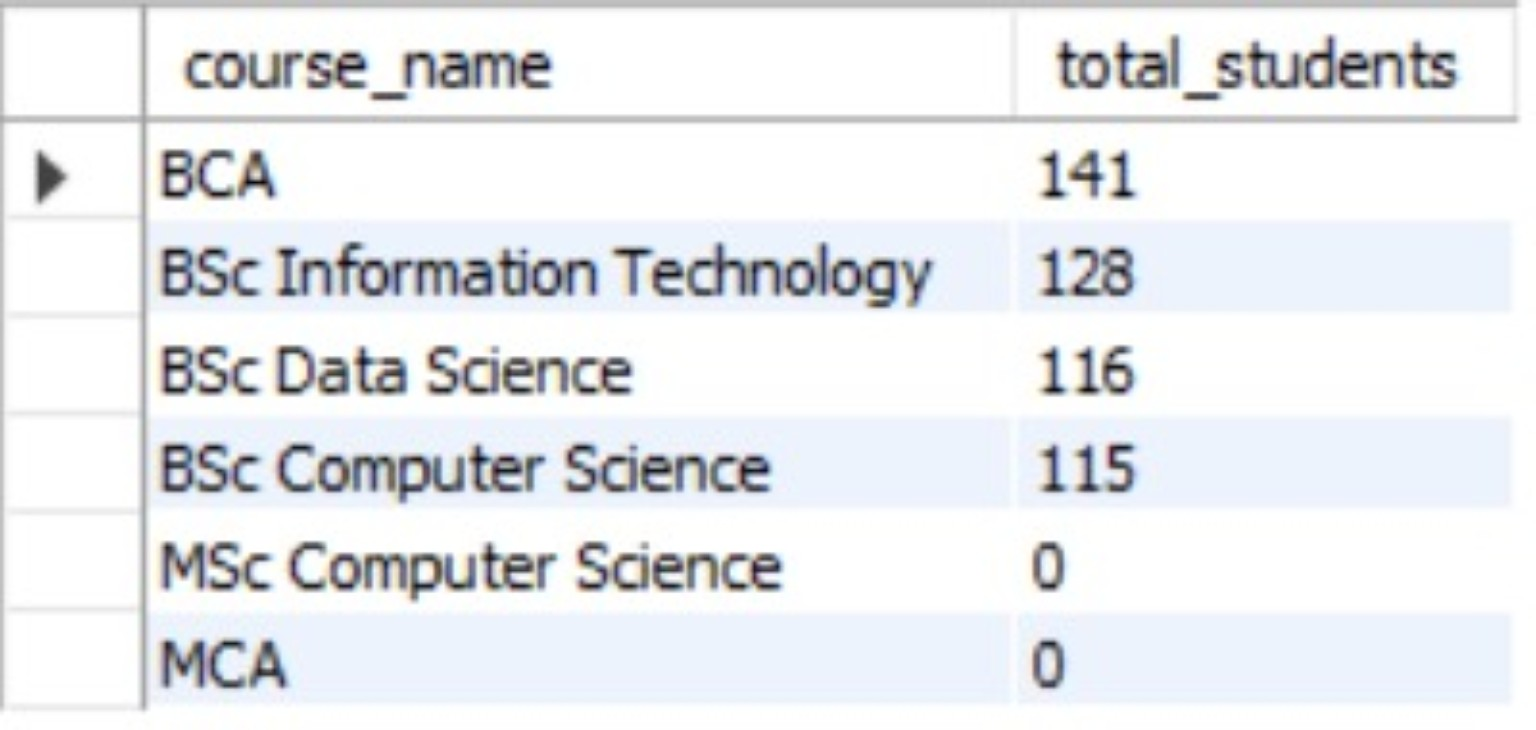 course_name total_students
BCA 141
BSc Information Technology 128
BSc Data Science 116
BSc Computer Science 115
MSc Computer Science 0
MCA 0